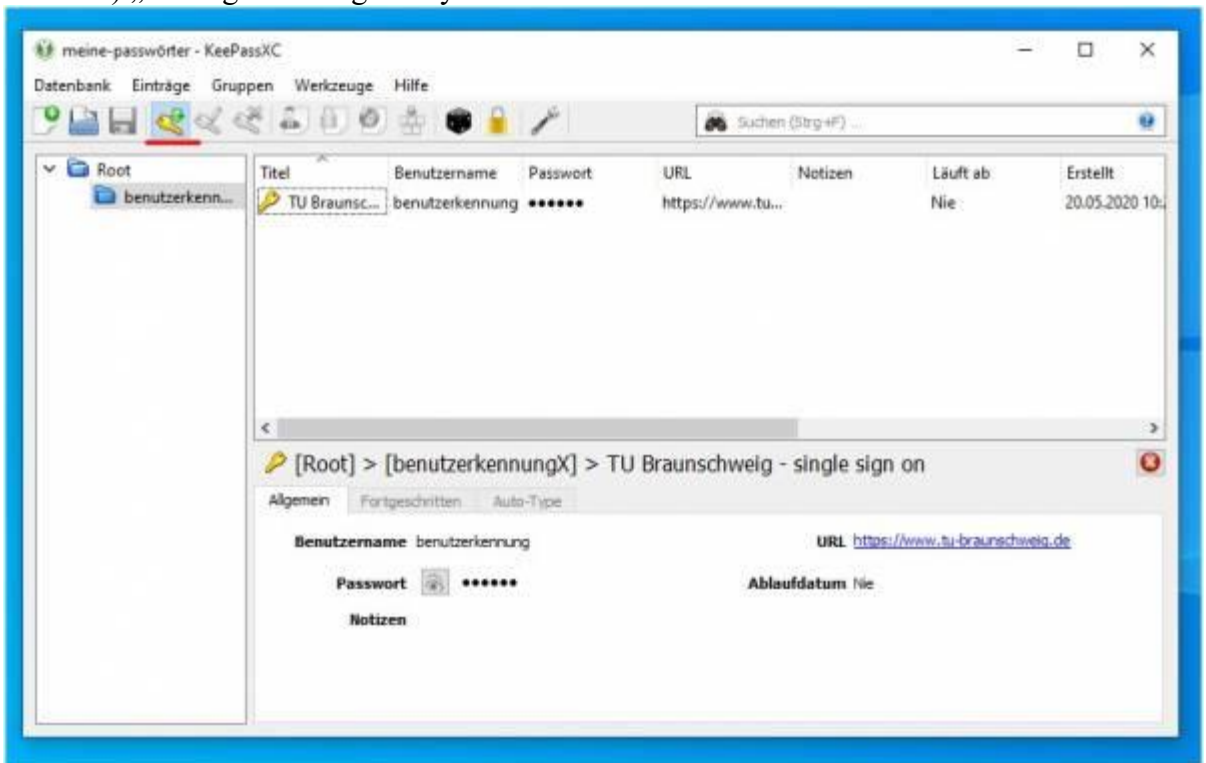 meine-passwörter - KeePassXC
Datenbank Einträge Gruppen Werkzeuge Hilfe
Suchen (Strg+F) ...
Root
benutzerkenn...
Titel Benutzername Passwort URL Notizen Läuft ab Erstellt
TU Braunsc... benutzerkennung ●●●●●● https://www.tu... Nie 20.05.2020 10:
[Root] > [benutzerkennungX] > TU Braunschweig - single sign on
Allgemein Fortgeschritten Auto-Type
Benutzername benutzerkennung URL https://www.tu-braunschweig.de
Passwort ●●●●●● Ablaufdatum Nie
Notizen